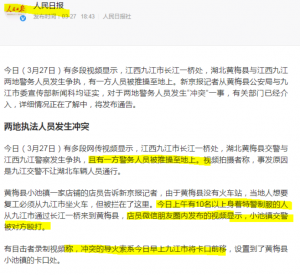 人民日报
03-27 18:43 人民日报社
今日（3月27日）有多段视频显示，江西九江市长江一桥处，湖北黄梅县与江西九江
两地警务人员发生争执，有一方人员被推搡至地上。新京报记者从黄梅县公安局与九
江市委宣传部新闻科均证实，对于两地警务人员发生“冲突”一事，有关部门已经介
入，详细情况正在了解中，将发布通告。
两地执法人员发生冲突
今日（3月27日）有多段网传视频显示，江西九江市长江一桥处，湖北黄梅县交警与
江西九江警察发生争执，且有一方警务人员被推搡至地上。视频拍摄者称，事发原因
是九江交警不让湖北车辆人员通行。
黄梅县小池镇一家店铺的店员告诉新京报记者，由于黄梅县没有火车站，当地人想要
复工必须从九江市坐火车，但被拦在了这里。今日上午有10名以上身着特警制服的人
从九江市通过长江一桥来到黄梅县，店员微信朋友圈内发布的视频显示，小池镇交警
被对方殴打。
有目击者录制视频称，冲突的导火索系今日早上九江市将卡口前移，设置到了黄梅县
小池镇的卡口处。